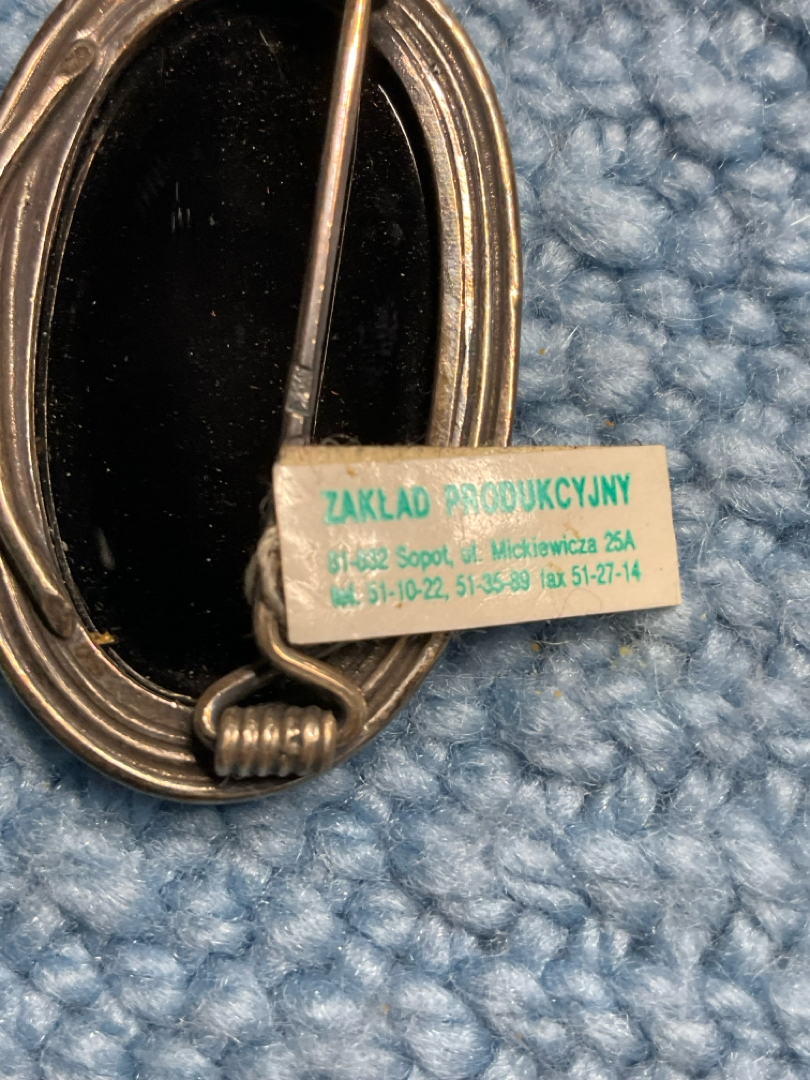 ZAKŁAD PRODUKCYJNY
81-832 Sopot, ul. Mickiewicza 25A
tel. 51-10-22, 51-35-89 fax 51-27-14